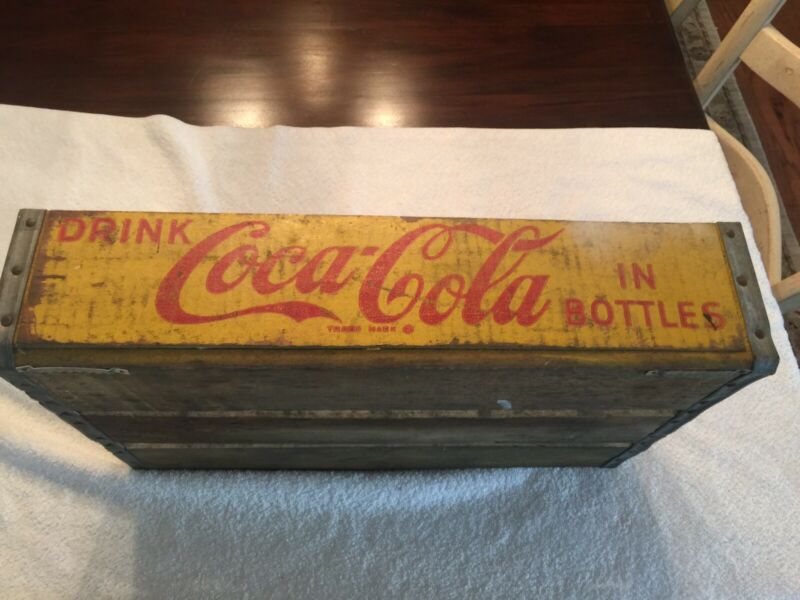 DRINK Coca-Cola IN BOTTLES
TRADE MARK ®